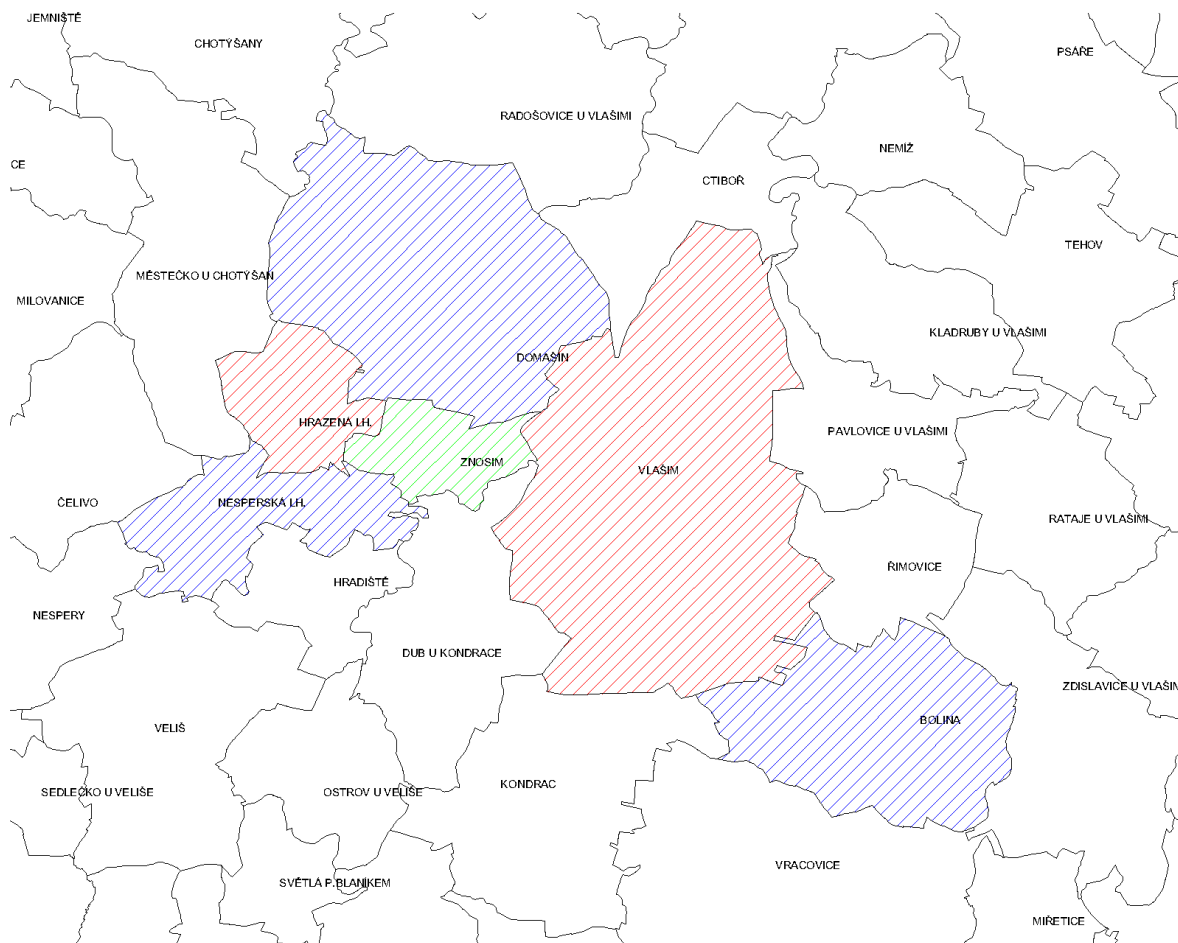 JEMNIŠTĚ
CHOTÝŠANY
PSÁŘE
RADOŠOVICE U VLAŠIMI
NEMÍŽ
CE
CTIBOŘ
TEHOV
MĚSTEČKO U CHOTÝŠAN
MILOVANICE
KLADRUBY U VLAŠIMI
DOMAŠÍN
HRAZENÁ LH.
PAVLOVICE U VLAŠIMI
ZNOSIM
VLAŠIM
ČELIVO
NESPERSKÁ LH.
RATAJE U VLAŠIMI
ŘIMOVICE
HRADIŠTĚ
NESPERY
DUB U KONDRACE
ZDISLAVICE U VLAŠIM
BOLINA
VELIŠ
KONDRAC
SEDLEČKO U VELIŠE
OSTROV U VELIŠE
VRACOVICE
SVĚTLÁ P.BLANÍKEM
MIŘETICE